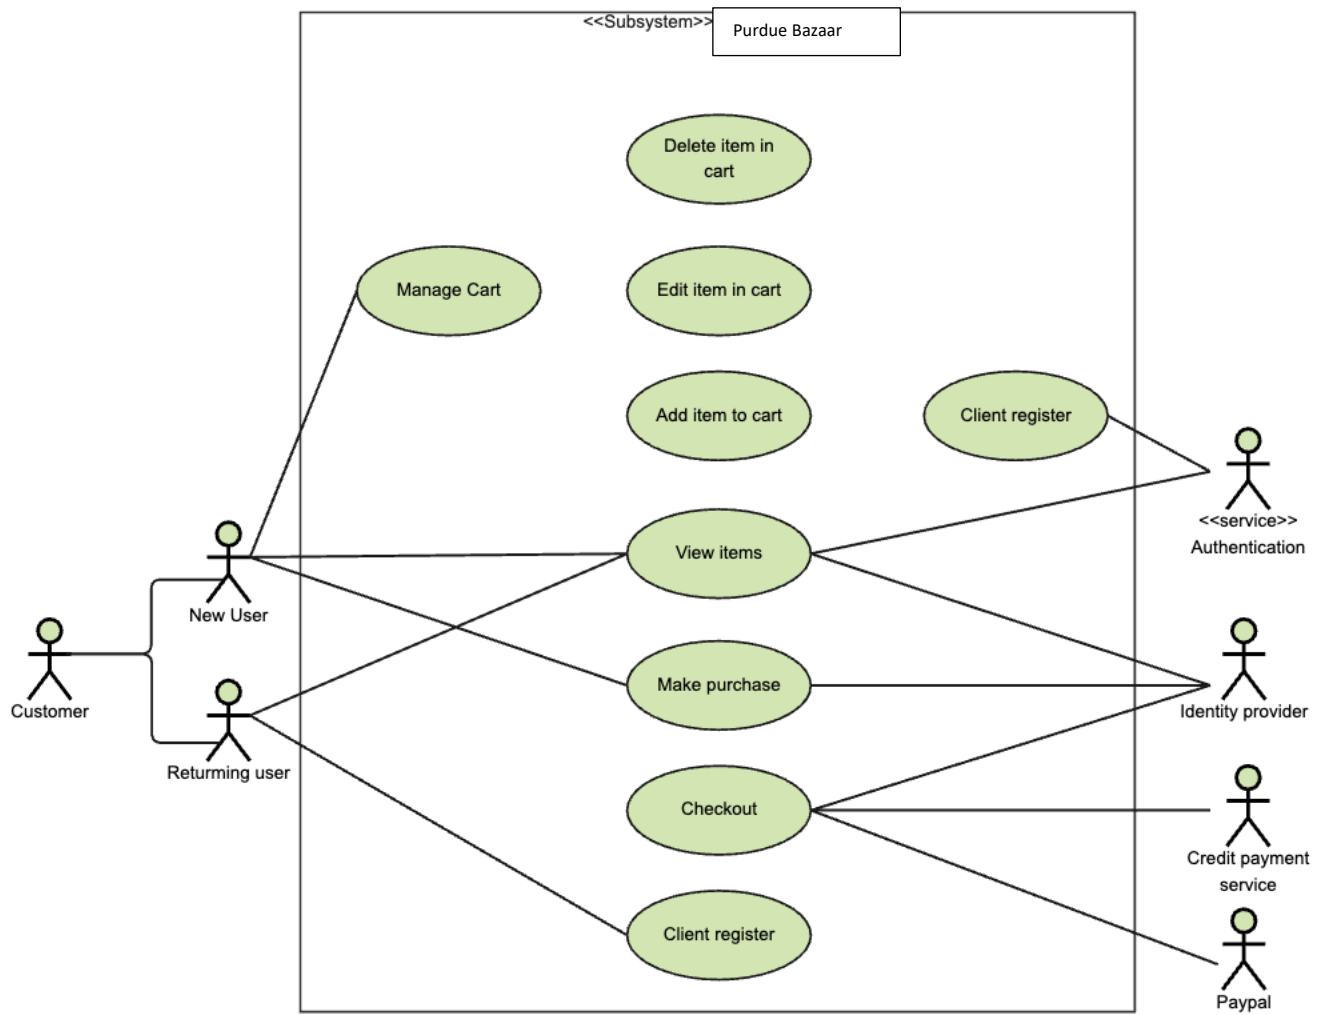 <<Subsystem>>
Purdue Bazaar
Delete item in
cart
Manage Cart
Edit item in cart
Add item to cart
Client register
<<service>>
Authentication
View items
New User
Make purchase
Customer
Identity provider
Returming user
Checkout
Credit payment
service
Client register
Paypal